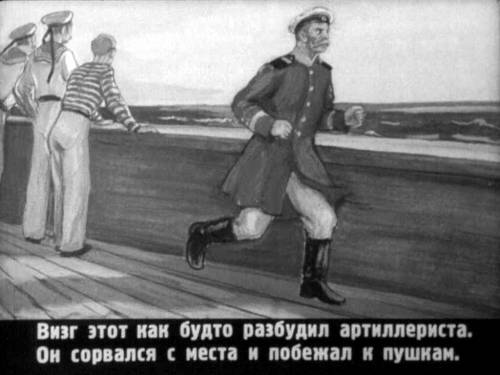 Визг этот как будто разбудил артиллериста.
Он сорвался с места и побежал к пушкам.